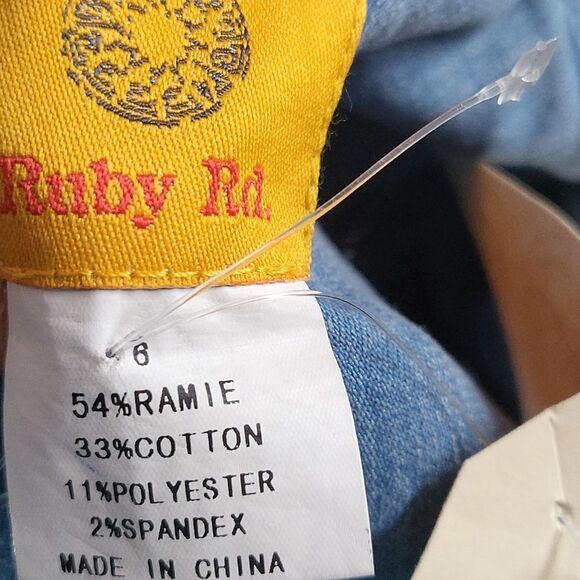 Ruby Rd.
6
54%RAMIE
33%COTTON
11%POLYESTER
2%SPANDEX
MADE IN CHINA